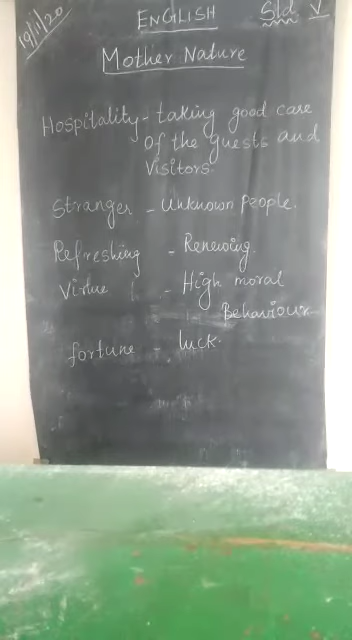 19/11/20
ENGLISH
Std V
Mother Nature
Hospitality - taking good care
of the guests and
Visitors.
Stranger - Unknown People.
Refreshing - Renewing.
Virtue - High moral
Behaviour
fortune - luck.